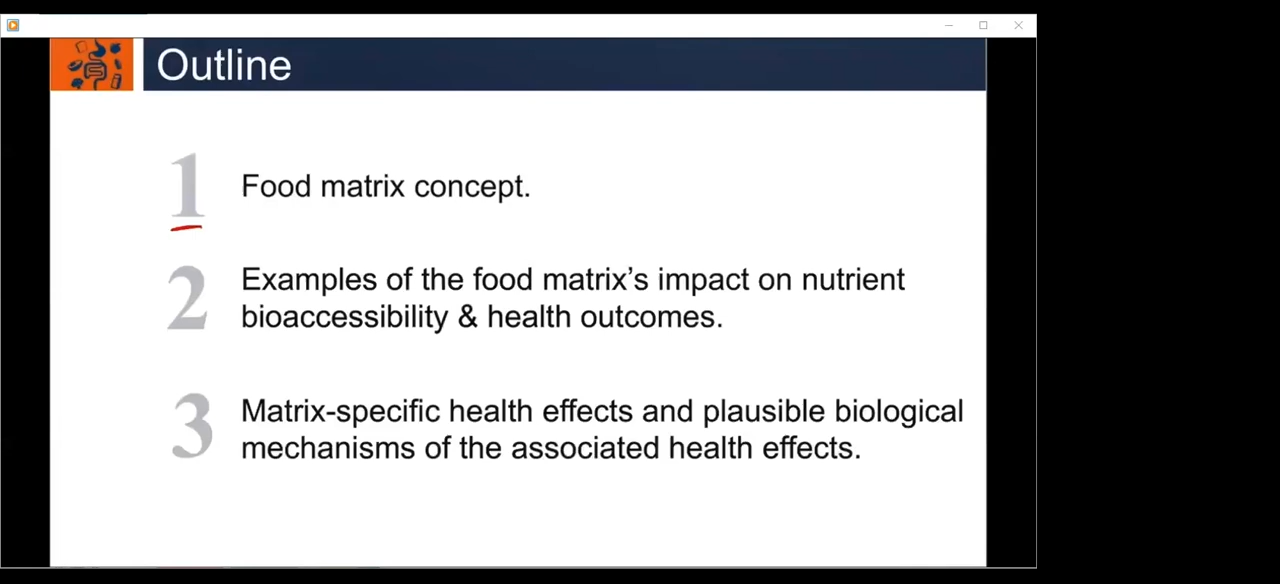 Outline
1 Food matrix concept.
2 Examples of the food matrix’s impact on nutrient
bioaccessibility & health outcomes.
3 Matrix-specific health effects and plausible biological
mechanisms of the associated health effects.